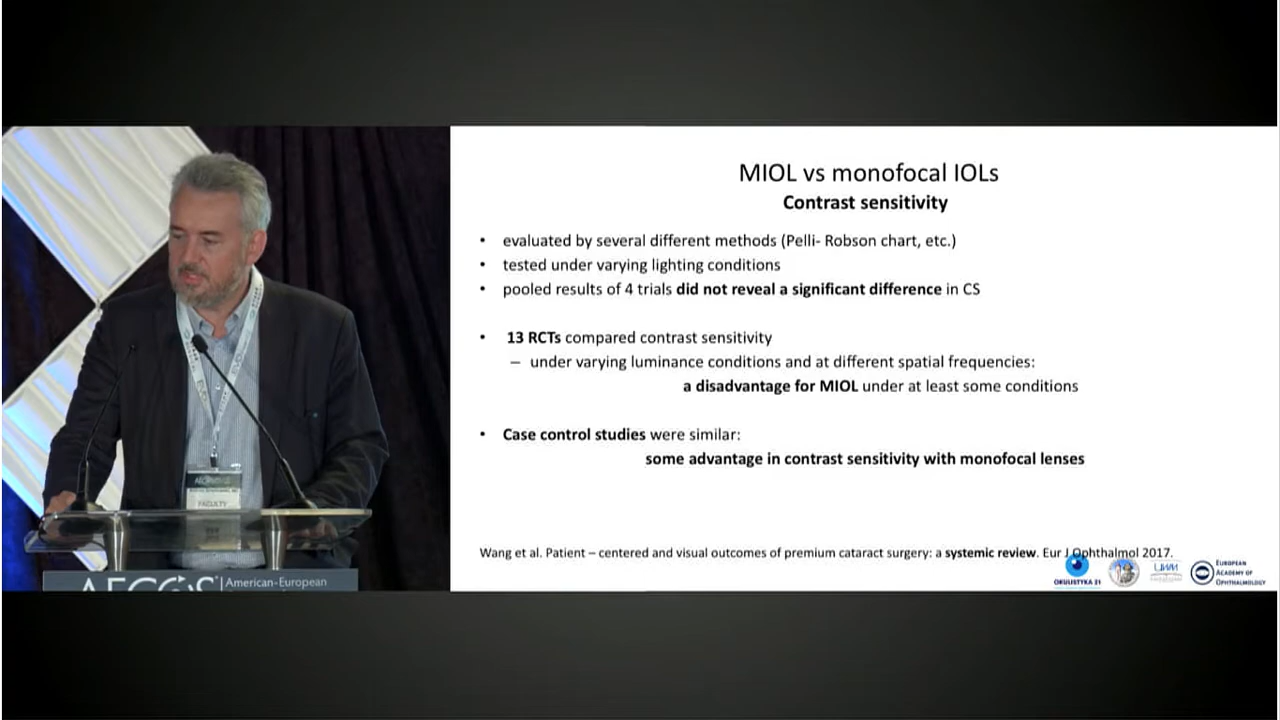 MIOL vs monofocal IOLs
Contrast sensitivity
• evaluated by several different methods (Pelli- Robson chart, etc.)
• tested under varying lighting conditions
• pooled results of 4 trials did not reveal a significant difference in CS
• 13 RCTs compared contrast sensitivity
– under varying luminance conditions and at different spatial frequencies:
a disadvantage for MIOL under at least some conditions
• Case control studies were similar:
some advantage in contrast sensitivity with monofocal lenses
Wang et al. Patient – centered and visual outcomes of premium cataract surgery: a systemic review. Eur J Ophthalmol 2017.
OKULISTYKA 21
UWM
EUROPEAN
ACADEMY OF
OPHTHALMOLOGY
FACULTY
AECOS
American-European